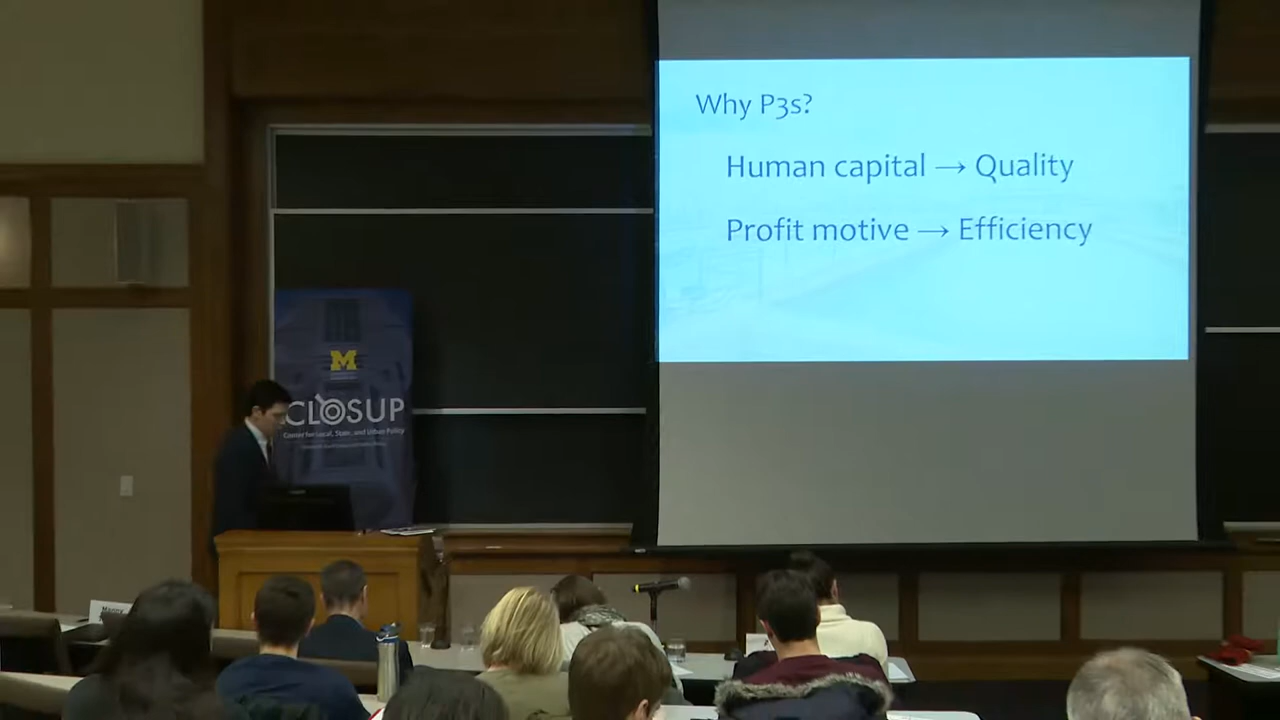 Why P3s?
Human capital → Quality
Profit motive → Efficiency
M
CLOSUP
Center for Local, State, and Urban Policy